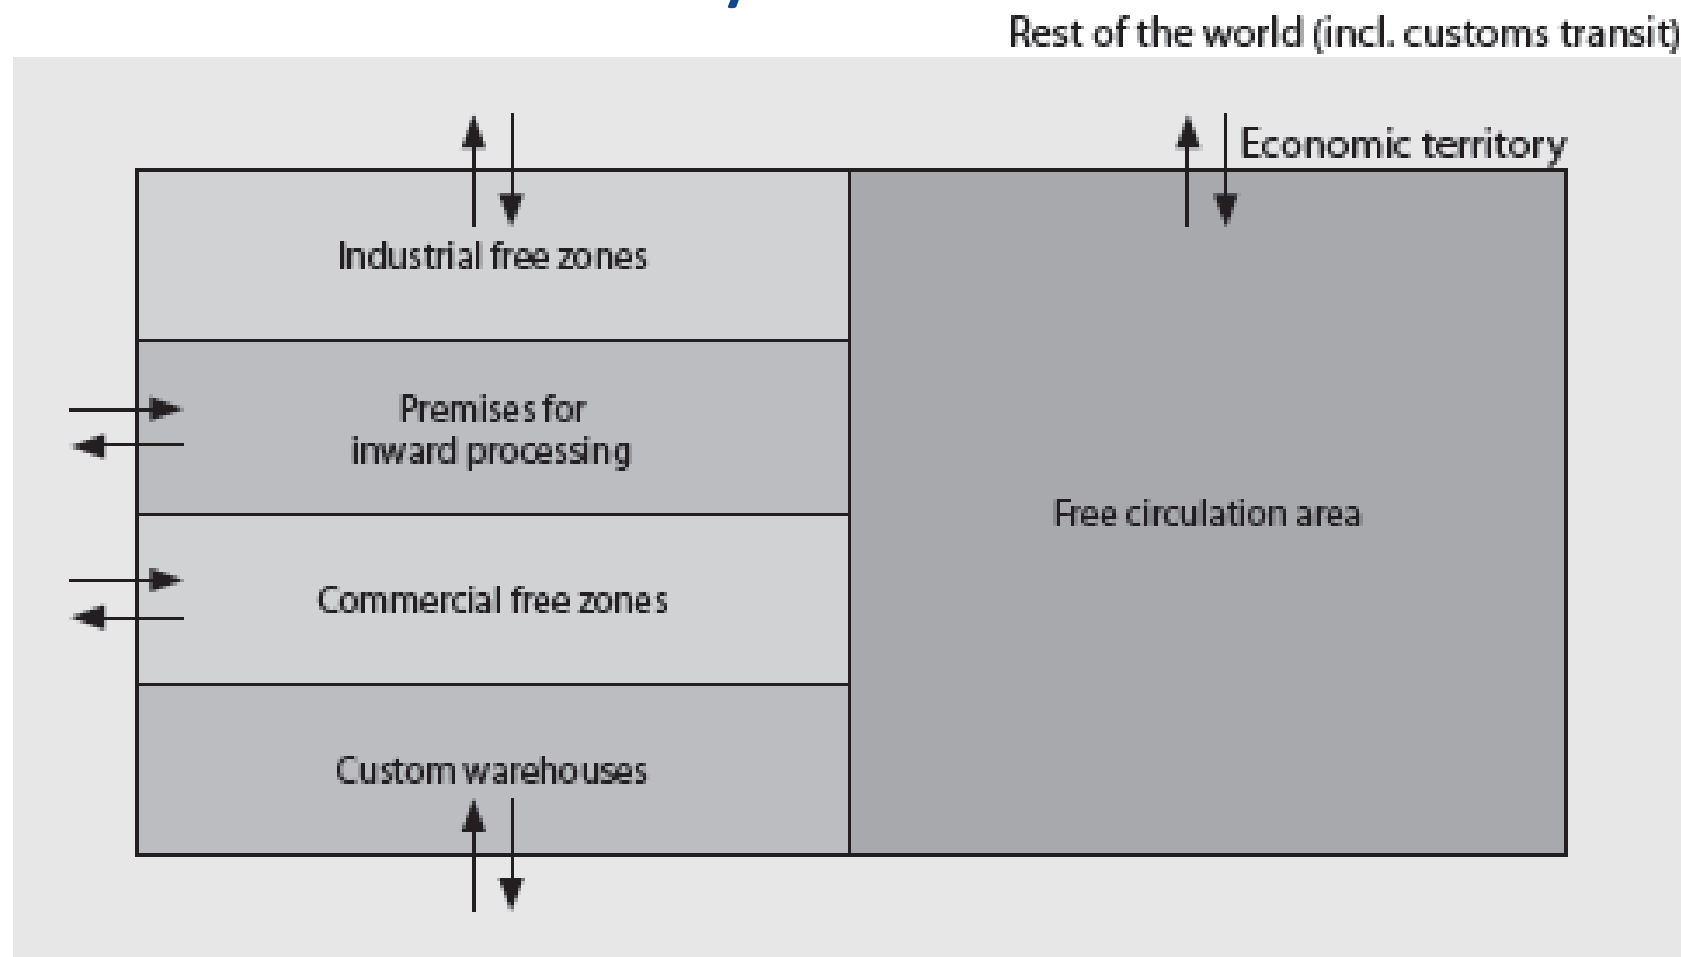 Rest of the world (incl. customs transit)
Economic territory
Industrial free zones
Premises for
inward processing
Free circulation area
Commercial free zones
Custom warehouses